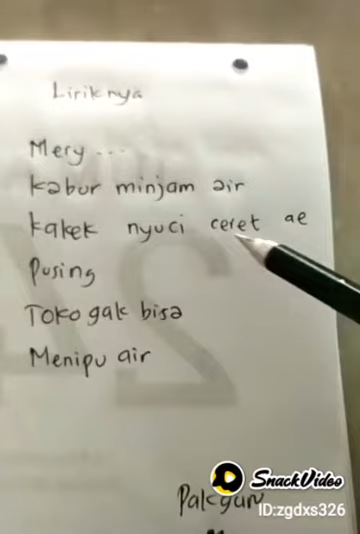 Liriknya
Mery ...
kabur minjam air
kakek nyuci ceret ae
Pusing
Toko gak bisa
Menipu air
24
SnackVideo
Pakgun
ID:zgdxs326